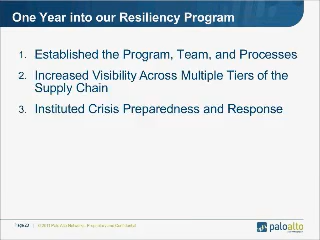 One Year into our Resiliency Program
1. Established the Program, Team, and Processes
2. Increased Visibility Across Multiple Tiers of the
Supply Chain
3. Instituted Crisis Preparedness and Response
paloalto